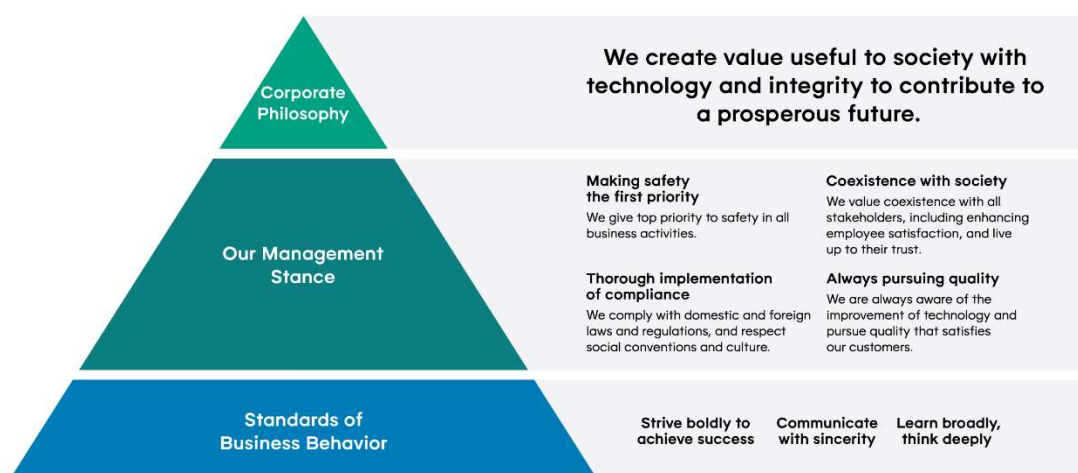 Corporate
Philosophy
We create value useful to society with
technology and integrity to contribute to
a prosperous future.
Our Management
Stance
Making safety
the first priority
We give top priority to safety in all
business activities.
Coexistence with society
We value coexistence with all
stakeholders, including enhancing
employee satisfaction, and live
up to their trust.
Thorough implementation
of compliance
We comply with domestic and foreign
laws and regulations, and respect
social conventions and culture.
Always pursuing quality
We are always aware of the
improvement of technology and
pursue quality that satisfies
our customers.
Standards of
Business Behavior
Strive boldly to
achieve success
Communicate
with sincerity
Learn broadly,
think deeply